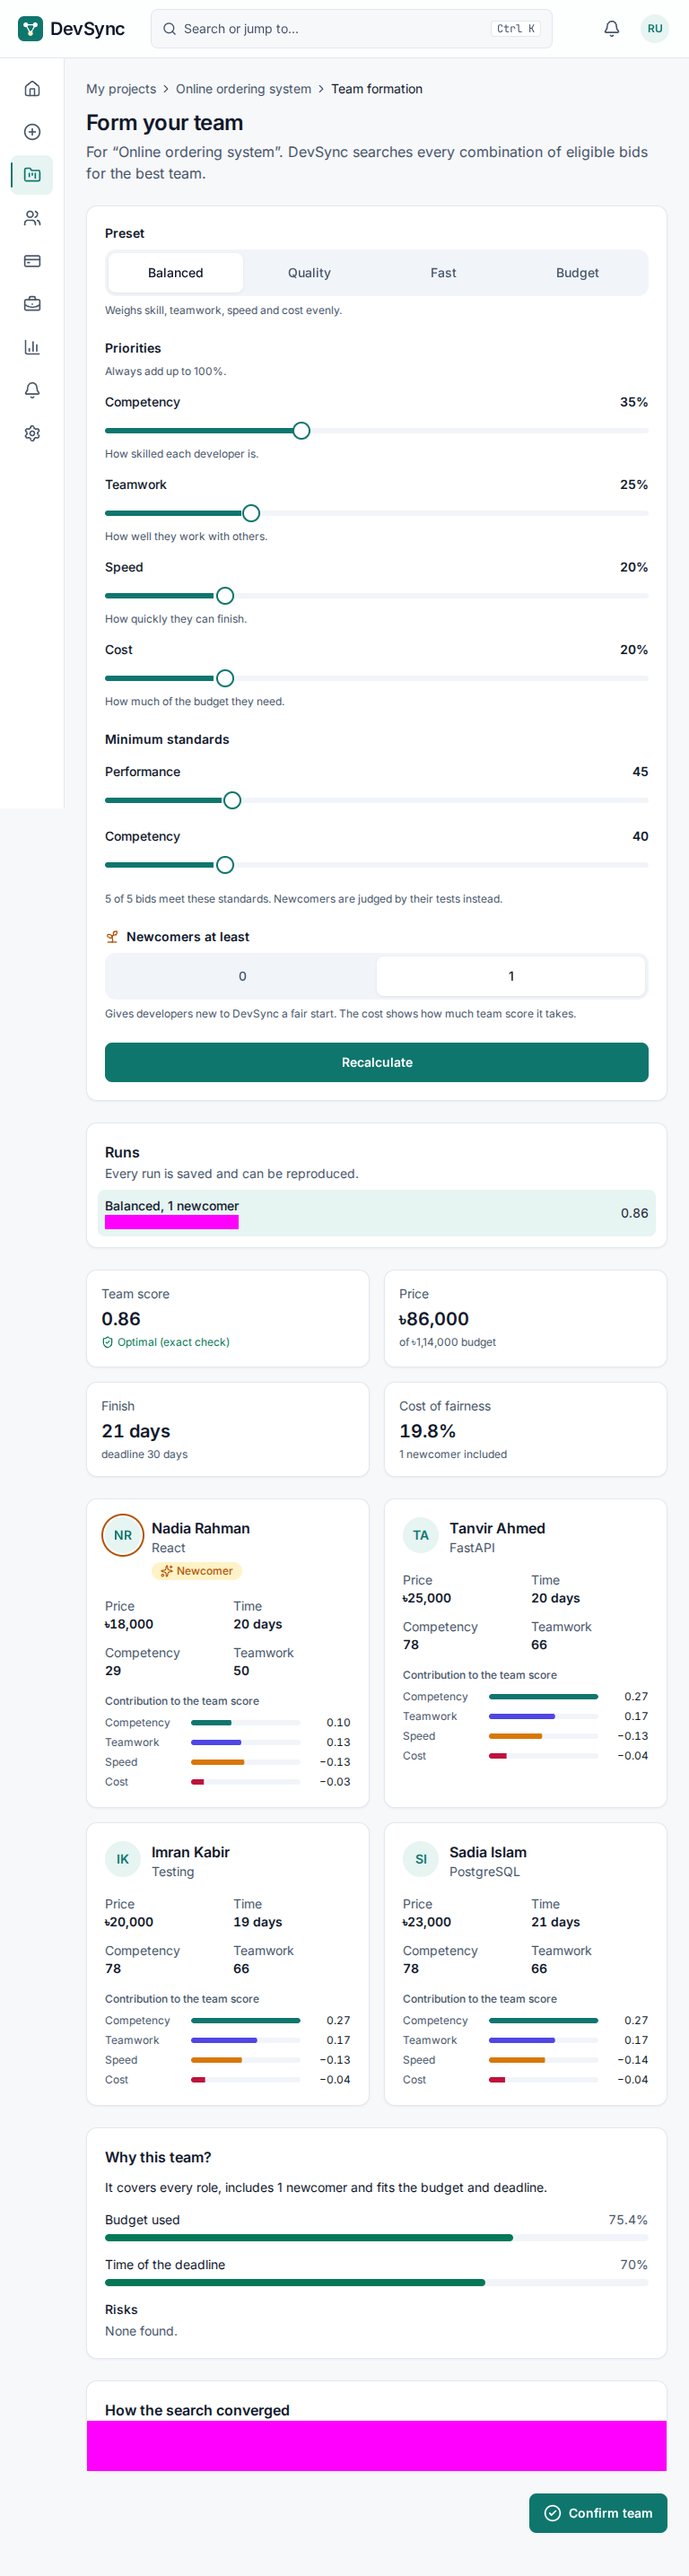 DevSync
Search or jump to...
Ctrl K
RU
My projects > Online ordering system > Team formation
Form your team
For “Online ordering system”. DevSync searches every combination of eligible bids
for the best team.
Preset
Balanced
Quality
Fast
Budget
Weighs skill, teamwork, speed and cost evenly.
Priorities
Always add up to 100%.
Competency
35%
How skilled each developer is.
Teamwork
25%
How well they work with others.
Speed
20%
How quickly they can finish.
Cost
20%
How much of the budget they need.
Minimum standards
Performance
45
Competency
40
5 of 5 bids meet these standards. Newcomers are judged by their tests instead.
Newcomers at least
0
1
Gives developers new to DevSync a fair start. The cost shows how much team score it takes.
Recalculate
Runs
Every run is saved and can be reproduced.
Balanced, 1 newcomer
0.86
Team score
0.86
Optimal (exact check)
Price
৳86,000
of ৳1,14,000 budget
Finish
21 days
deadline 30 days
Cost of fairness
19.8%
1 newcomer included
NR
Nadia Rahman
React
Newcomer
Price
Time
৳18,000
20 days
Competency
Teamwork
29
50
Contribution to the team score
Competency
0.10
Teamwork
0.13
Speed
−0.13
Cost
−0.03
TA
Tanvir Ahmed
FastAPI
Price
Time
৳25,000
20 days
Competency
Teamwork
78
66
Contribution to the team score
Competency
0.27
Teamwork
0.17
Speed
−0.13
Cost
−0.04
IK
Imran Kabir
Testing
Price
Time
৳20,000
19 days
Competency
Teamwork
78
66
Contribution to the team score
Competency
0.27
Teamwork
0.17
Speed
−0.13
Cost
−0.04
SI
Sadia Islam
PostgreSQL
Price
Time
৳23,000
21 days
Competency
Teamwork
78
66
Contribution to the team score
Competency
0.27
Teamwork
0.17
Speed
−0.14
Cost
−0.04
Why this team?
It covers every role, includes 1 newcomer and fits the budget and deadline.
Budget used
75.4%
Time of the deadline
70%
Risks
None found.
How the search converged
Confirm team